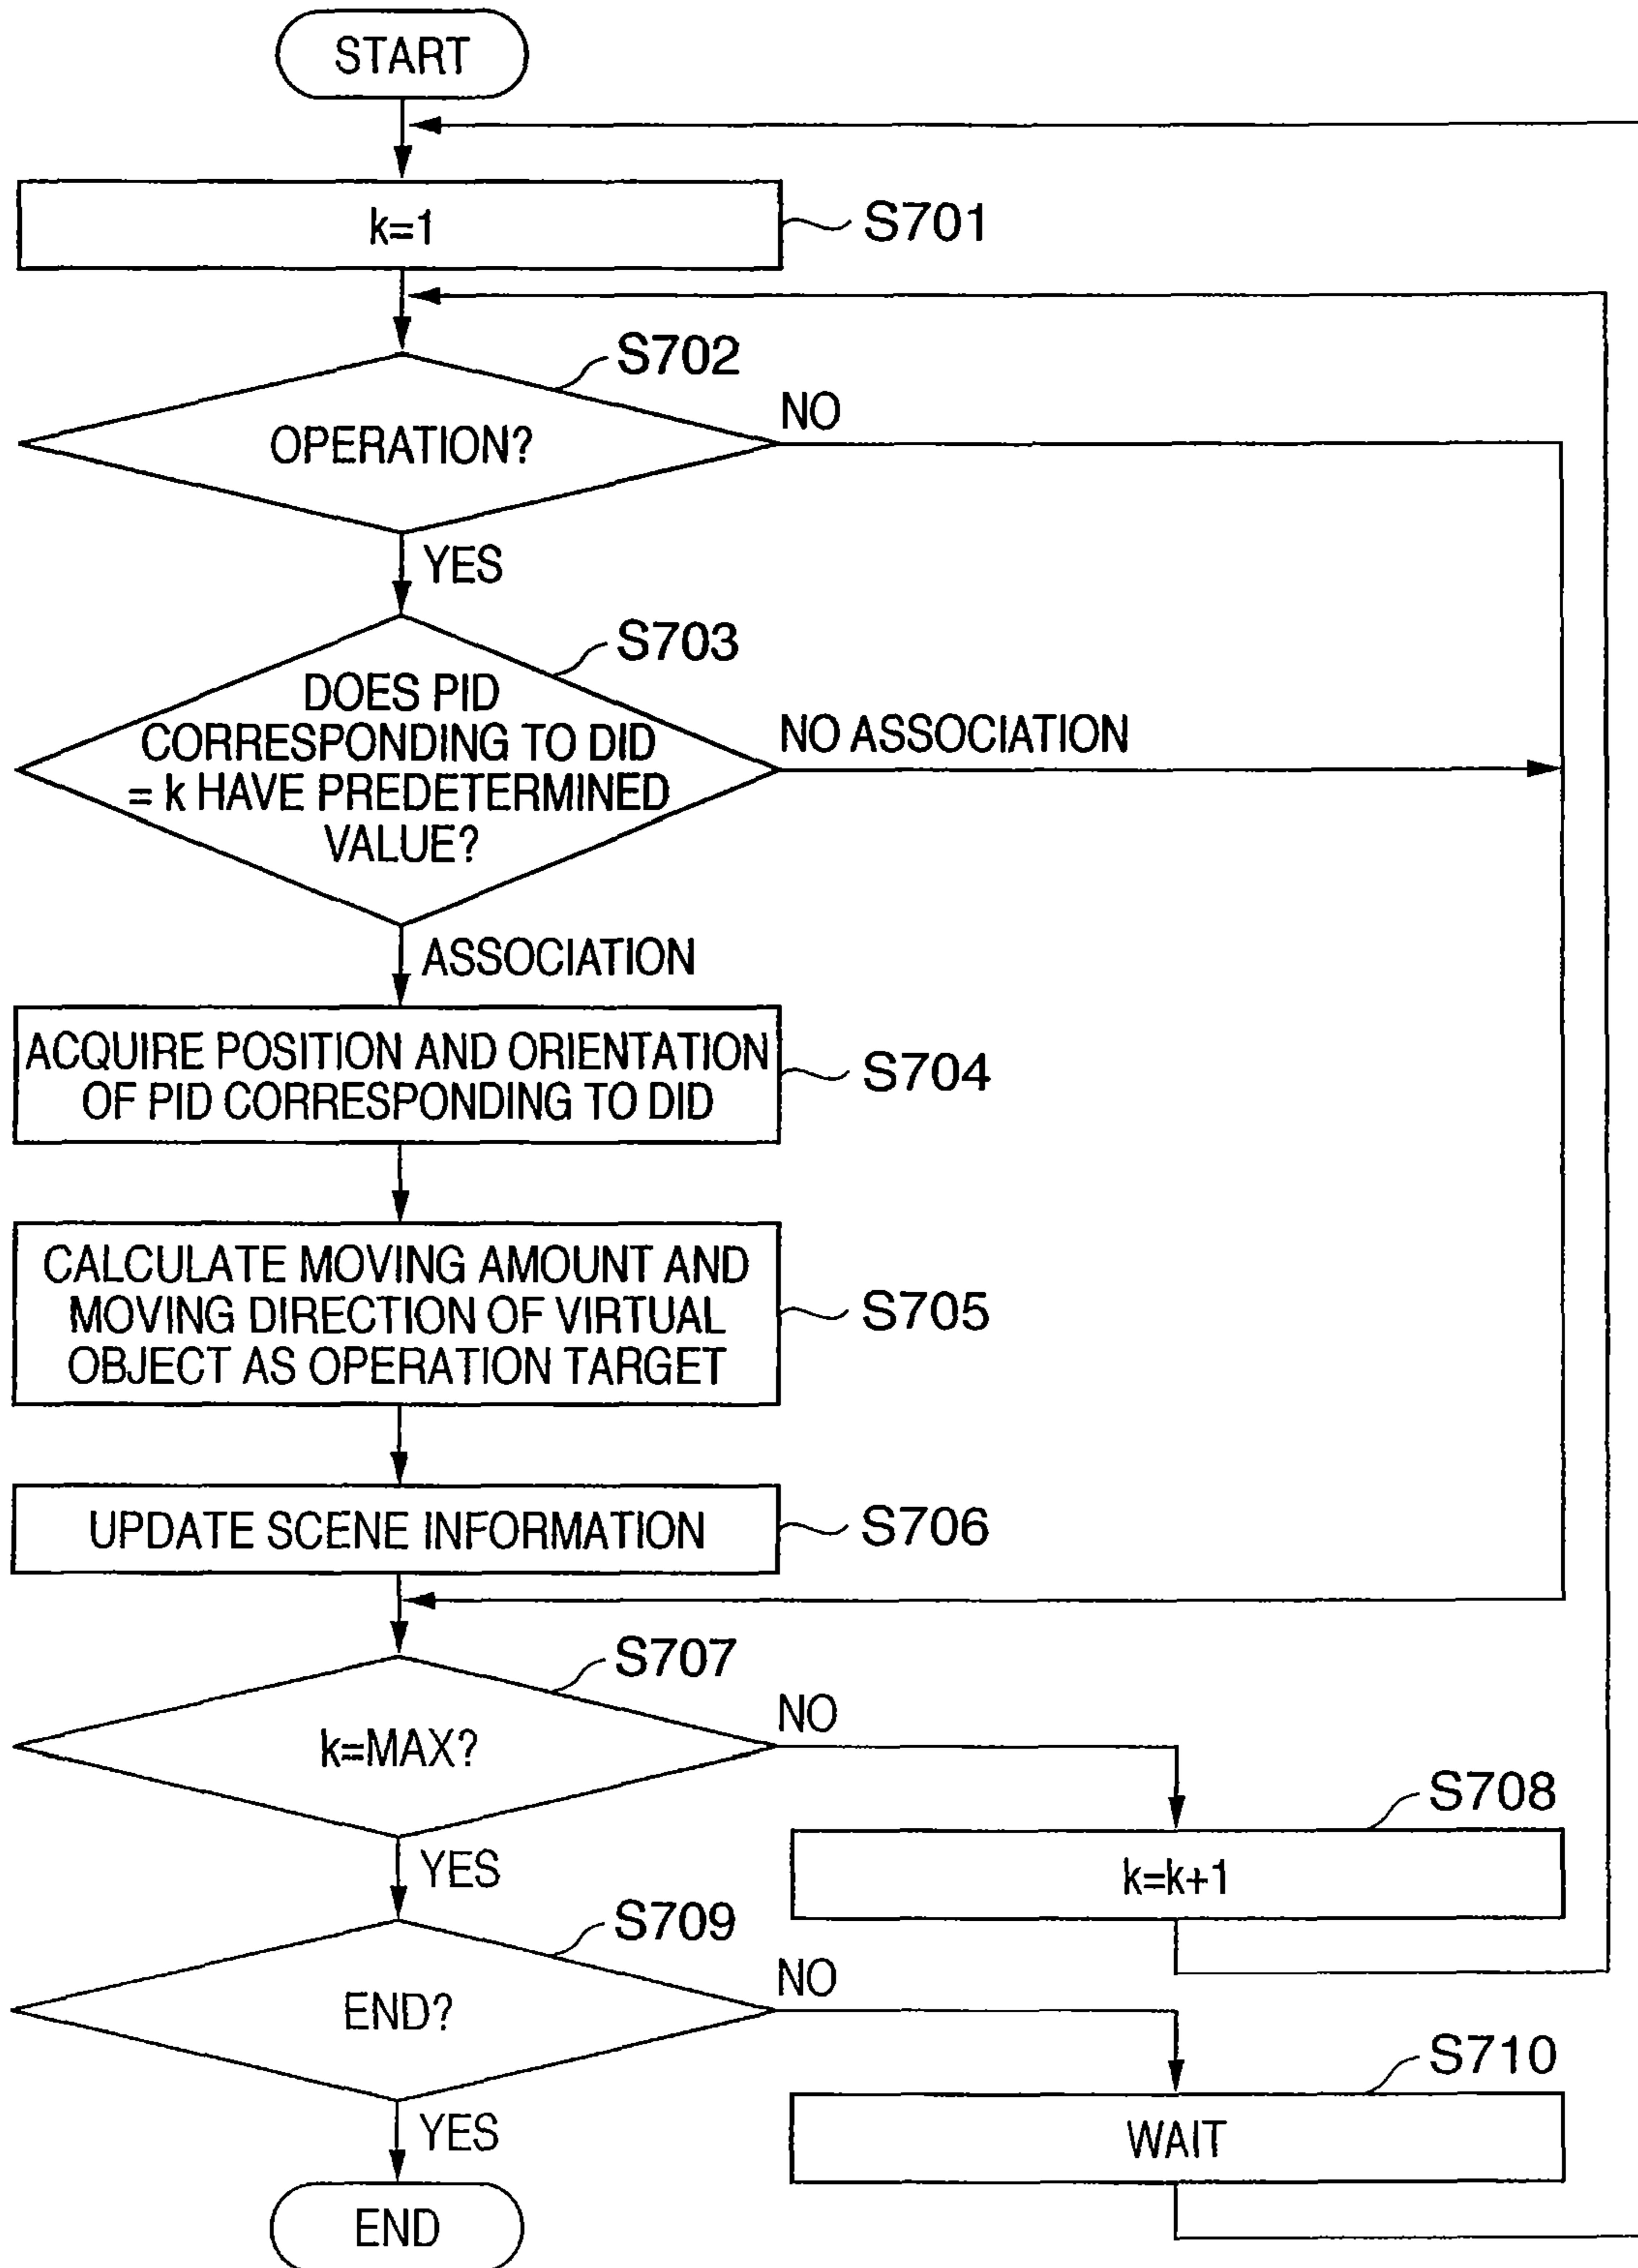 START
k=1
S701
S702
OPERATION?
NO
YES
S703
DOES PID
CORRESPONDING TO DID
= k HAVE PREDETERMINED
VALUE?
NO ASSOCIATION
ASSOCIATION
ACQUIRE POSITION AND ORIENTATION
OF PID CORRESPONDING TO DID
S704
CALCULATE MOVING AMOUNT AND
MOVING DIRECTION OF VIRTUAL
OBJECT AS OPERATION TARGET
S705
UPDATE SCENE INFORMATION
S706
S707
k=MAX?
NO
S708
k=k+1
YES
S709
END?
NO
S710
WAIT
YES
END